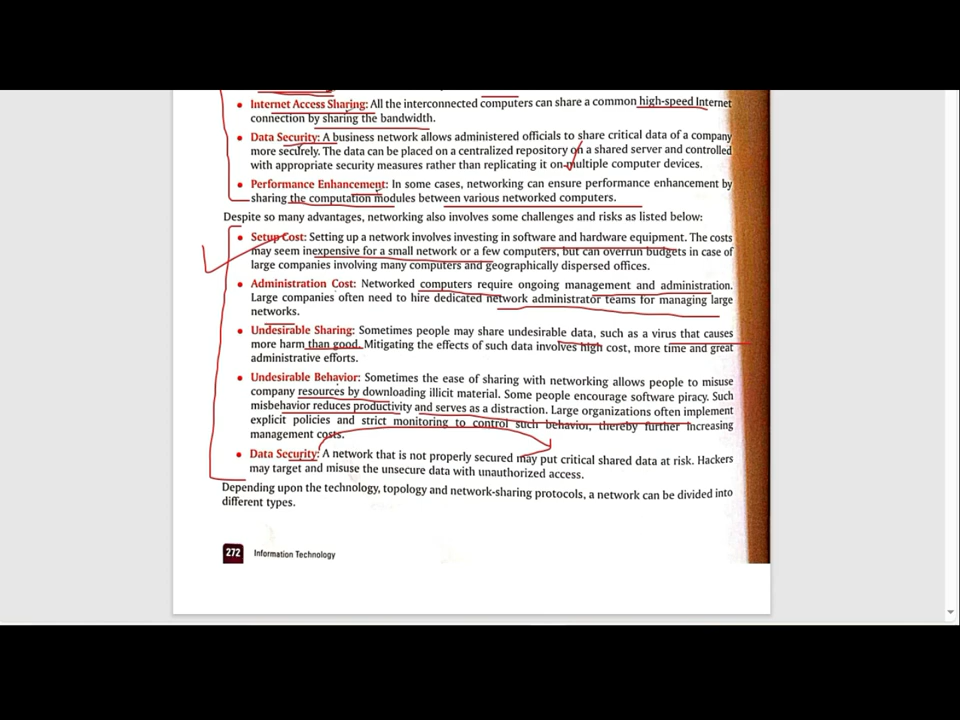 • Internet Access Sharing: All the interconnected computers can share a common high-speed Internet
connection by sharing the bandwidth.
• Data Security: A business network allows administered officials to share critical data of a company
more securely. The data can be placed on a centralized repository on a shared server and controlled
with appropriate security measures rather than replicating it on multiple computer devices.
• Performance Enhancement: In some cases, networking can ensure performance enhancement by
sharing the computation modules between various networked computers.
Despite so many advantages, networking also involves some challenges and risks as listed below:
• Setup Cost: Setting up a network involves investing in software and hardware equipment. The costs
may seem inexpensive for a small network or a few computers, but can overrun budgets in case of
large companies involving many computers and geographically dispersed offices.
• Administration Cost: Networked computers require ongoing management and administration.
Large companies often need to hire dedicated network administrator teams for managing large
networks.
• Undesirable Sharing: Sometimes people may share undesirable data, such as a virus that causes
more harm than good. Mitigating the effects of such data involves high cost, more time and great
administrative efforts.
• Undesirable Behavior: Sometimes the ease of sharing with networking allows people to misuse
company resources by downloading illicit material. Some people encourage software piracy. Such
misbehavior reduces productivity and serves as a distraction. Large organizations often implement
explicit policies and strict monitoring to control such behavior, thereby further increasing
management costs.
• Data Security: A network that is not properly secured may put critical shared data at risk. Hackers
may target and misuse the unsecure data with unauthorized access.
Depending upon the technology, topology and network-sharing protocols, a network can be divided into
different types.
272 Information Technology